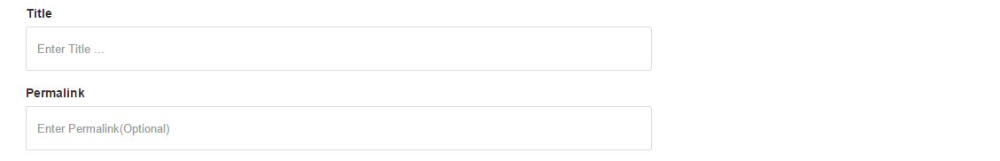 Title
Enter Title ...
Permalink
Enter Permalink(Optional)